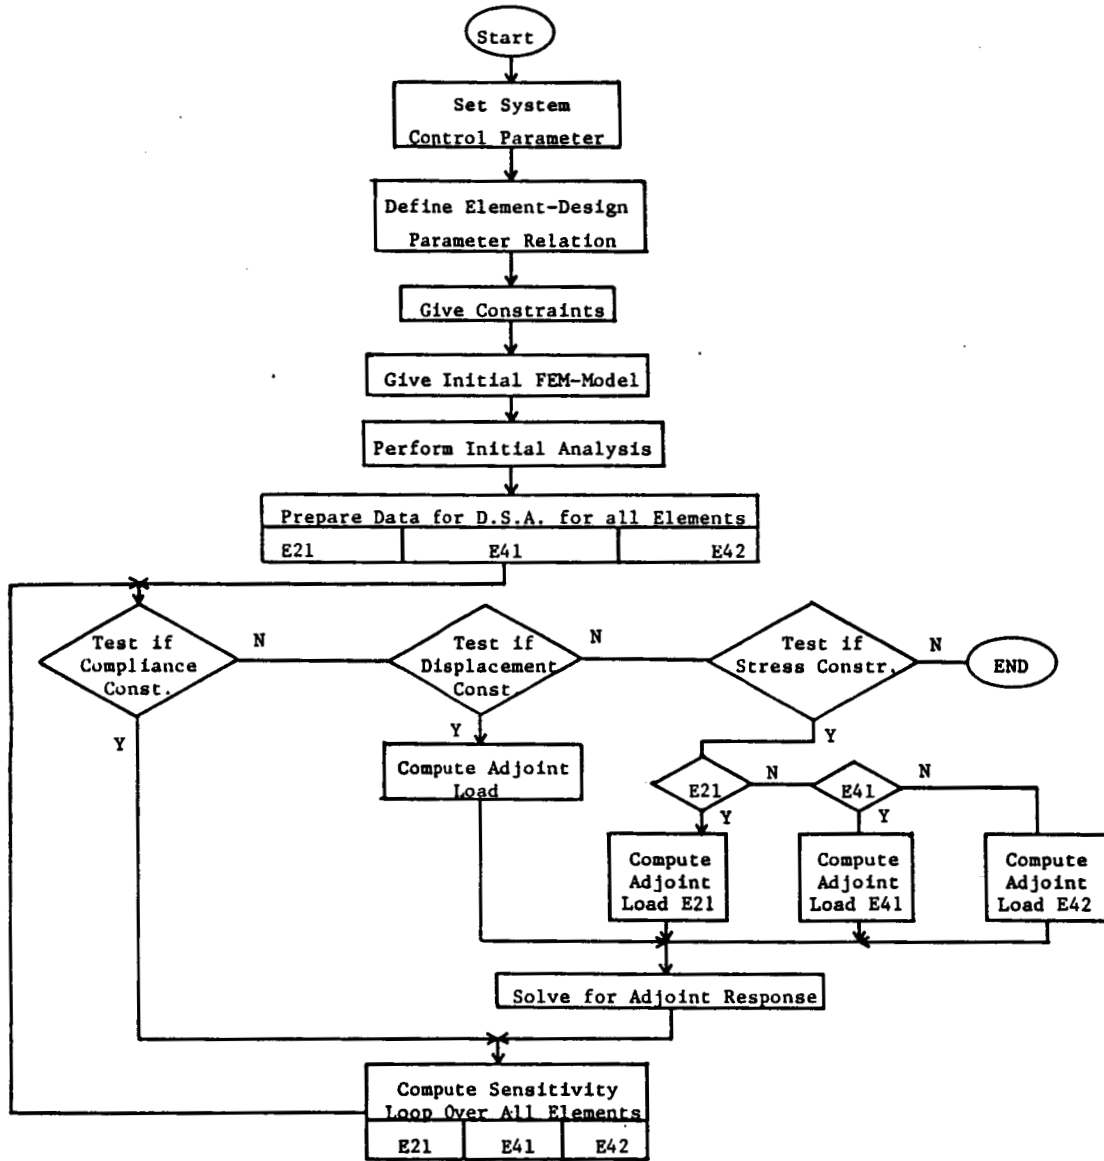 Start
Set System
Control Parameter
Define Element-Design
Parameter Relation
Give Constraints
Give Initial FEM-Model
Perform Initial Analysis
Prepare Data for D.S.A. for all Elements
E21 E41 E42
Test if
Compliance
Const.
N
Test if
Displacement
Const.
N
Test if
Stress Constr.
N
END
Y
Y
Y
Compute Adjoint
Load
E21
N
E41
N
Y
Y
Compute
Adjoint
Load E21
Compute
Adjoint
Load E41
Compute
Adjoint
Load E42
Solve for Adjoint Response
Compute Sensitivity
Loop Over All Elements
E21 E41 E42